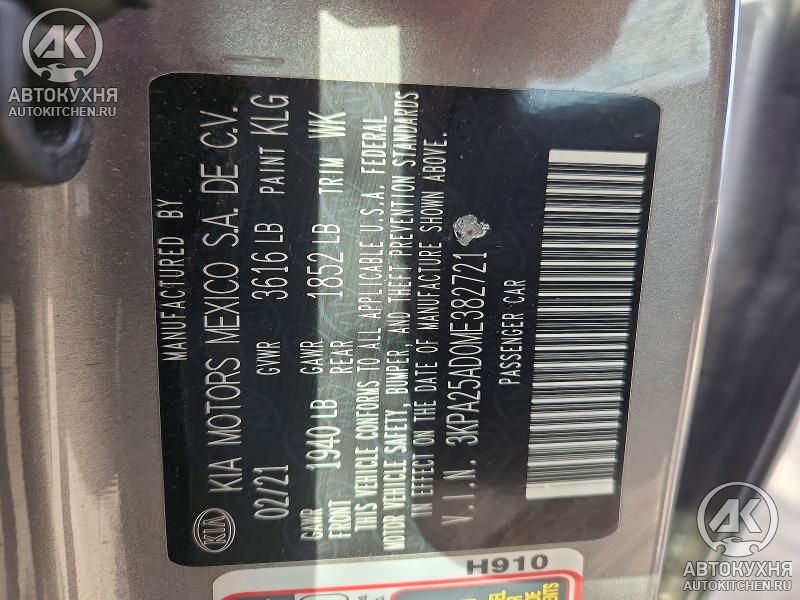 MANUFACTURED BY
KIA KIA MOTORS MEXICO S.A. DE C.V.
02/21 GVWR 3616 LB PAINT KLG
GAWR FRONT 1940 LB GAWR REAR 1852 LB TRIM WK
THIS VEHICLE CONFORMS TO ALL APPLICABLE U.S.A. FEDERAL
MOTOR VEHICLE SAFETY, BUMPER AND THEFT PREVENTION STANDARDS
IN EFFECT ON THE DATE OF MANUFACTURE SHOWN ABOVE.
V.I.N. 3KPA25AD0ME382721
PASSENGER CAR
H910
AK
АВТОКУХНЯ
AUTOKITCHEN.RU
AK
АВТОКУХНЯ
AUTOKITCHEN.RU